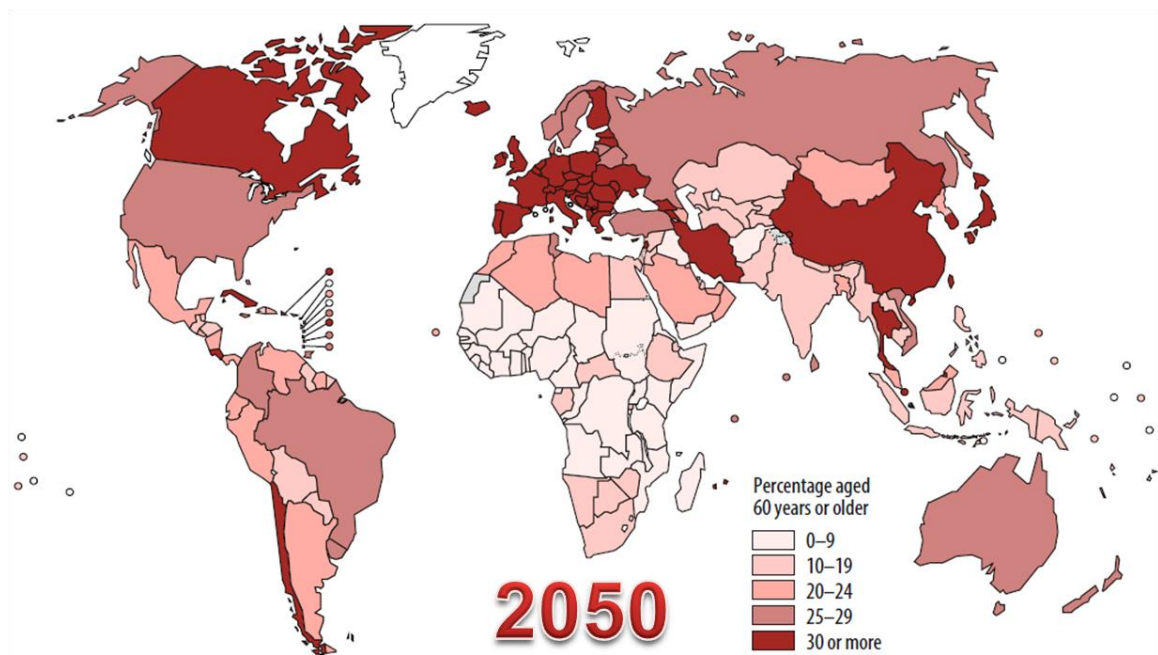 Percentage aged
60 years or older
0–9
10–19
20–24
25–29
30 or more
2050